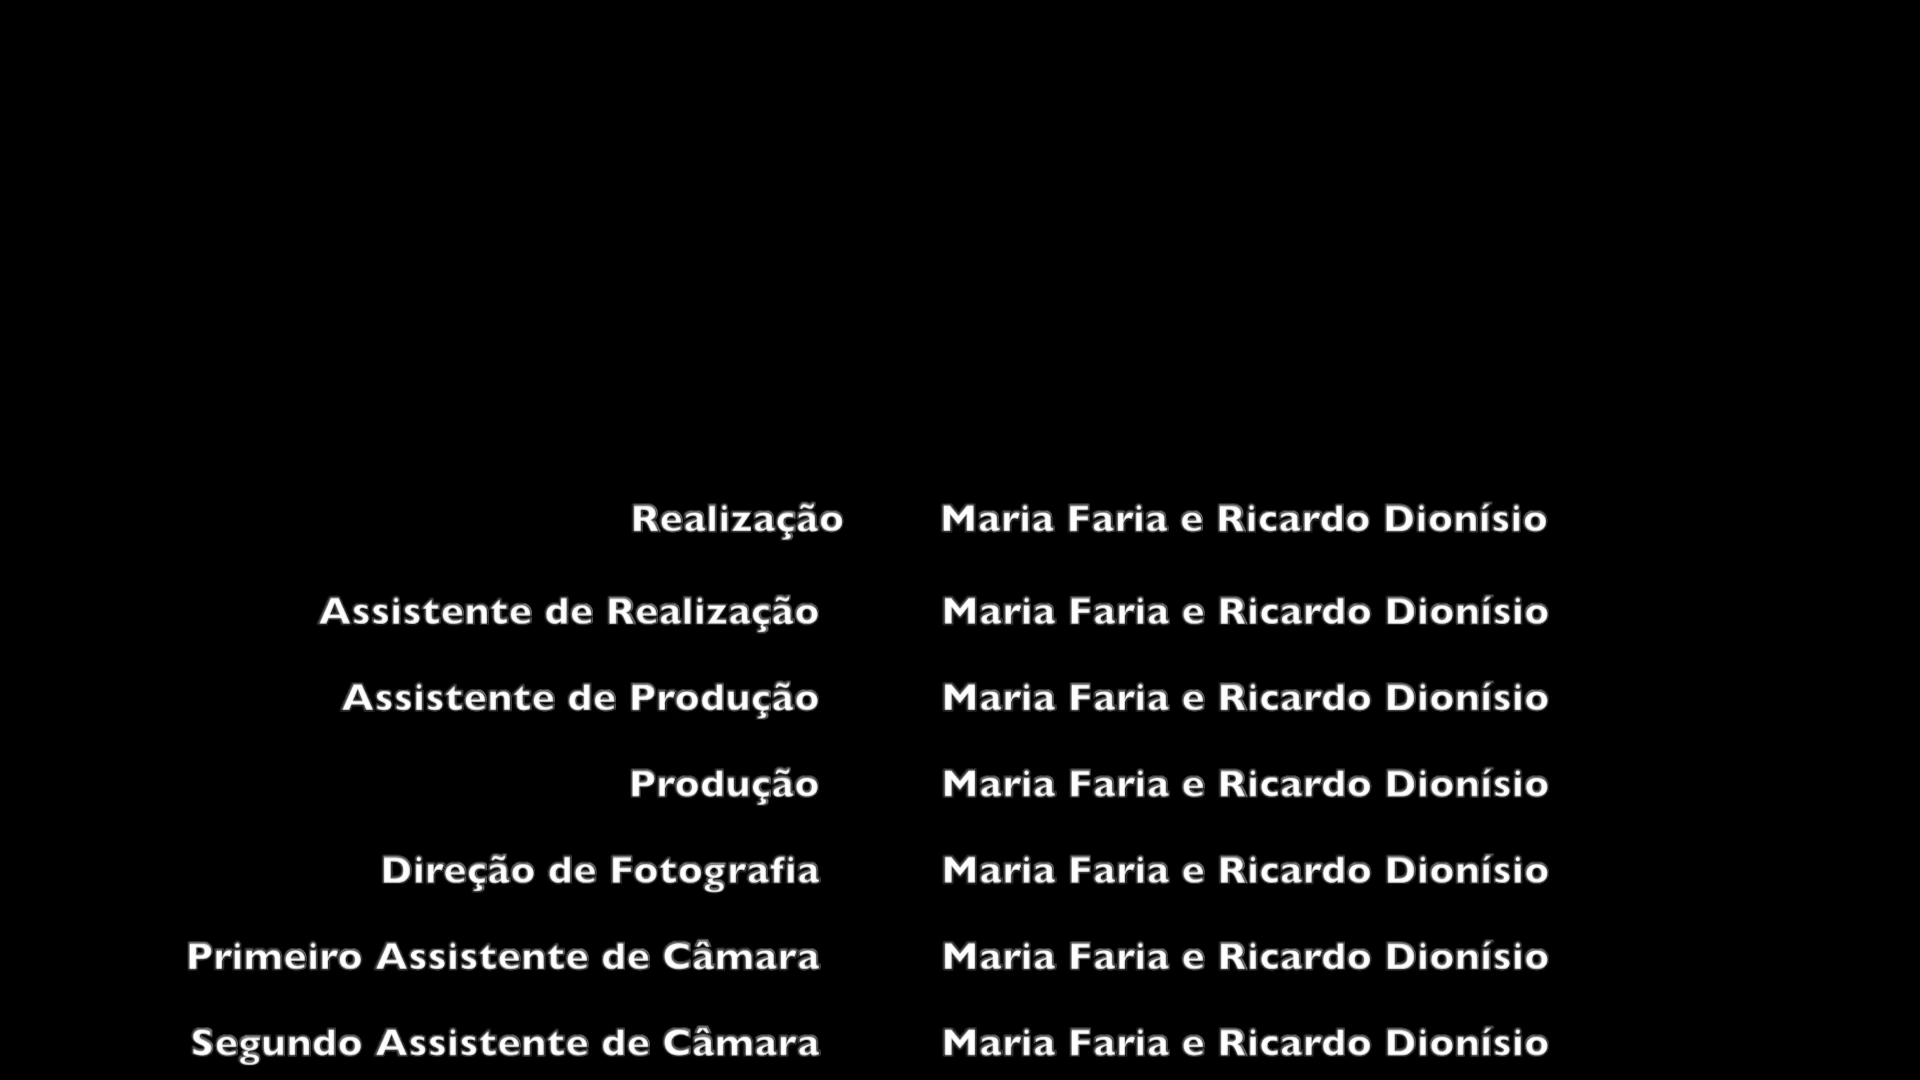 Realização Maria Faria e Ricardo Dionísio
Assistente de Realização Maria Faria e Ricardo Dionísio
Assistente de Produção Maria Faria e Ricardo Dionísio
Produção Maria Faria e Ricardo Dionísio
Direção de Fotografia Maria Faria e Ricardo Dionísio
Primeiro Assistente de Câmara Maria Faria e Ricardo Dionísio
Segundo Assistente de Câmara Maria Faria e Ricardo Dionísio